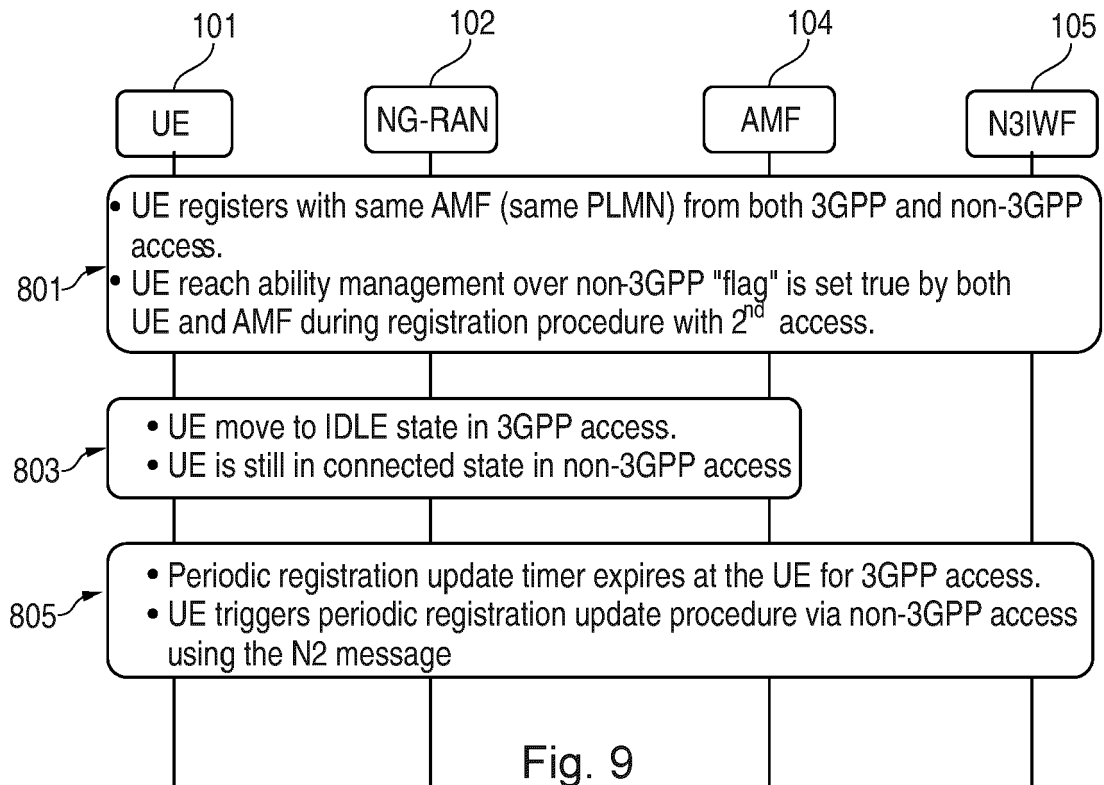 101
102
104
105
UE
NG-RAN
AMF
N3IWF
• UE registers with same AMF (same PLMN) from both 3GPP and non-3GPP
access.
801
• UE reach ability management over non-3GPP "flag" is set true by both
UE and AMF during registration procedure with 2nd access.
• UE move to IDLE state in 3GPP access.
803
• UE is still in connected state in non-3GPP access
• Periodic registration update timer expires at the UE for 3GPP access.
805
• UE triggers periodic registration update procedure via non-3GPP access
using the N2 message
Fig. 9